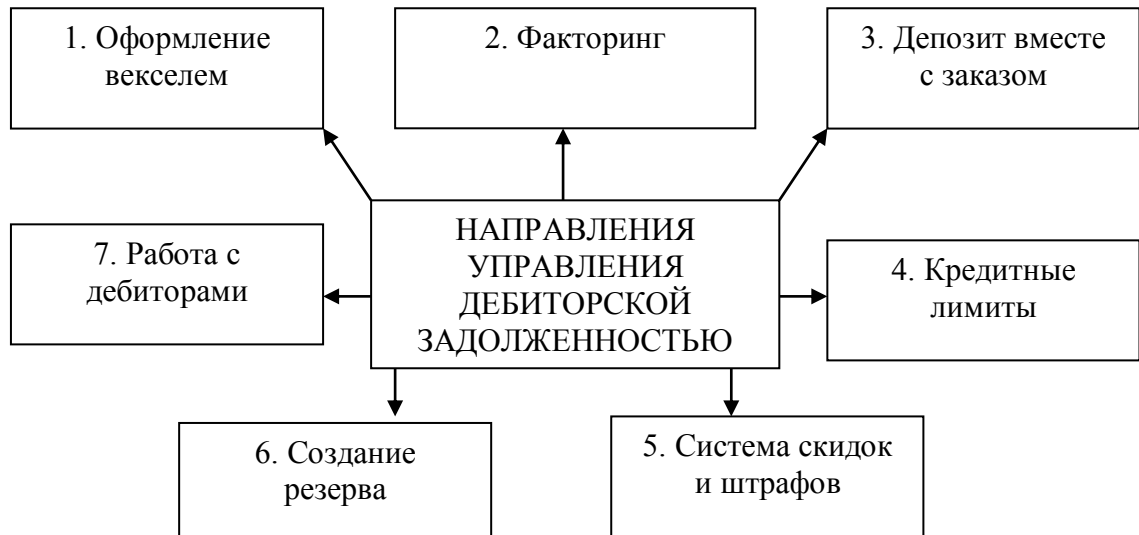 1. Оформление
векселем
2. Факторинг
3. Депозит вместе
с заказом
НАПРАВЛЕНИЯ
УПРАВЛЕНИЯ
ДЕБИТОРСКОЙ
ЗАДОЛЖЕННОСТЬЮ
7. Работа с
дебиторами
4. Кредитные
лимиты
6. Создание
резерва
5. Система скидок
и штрафов